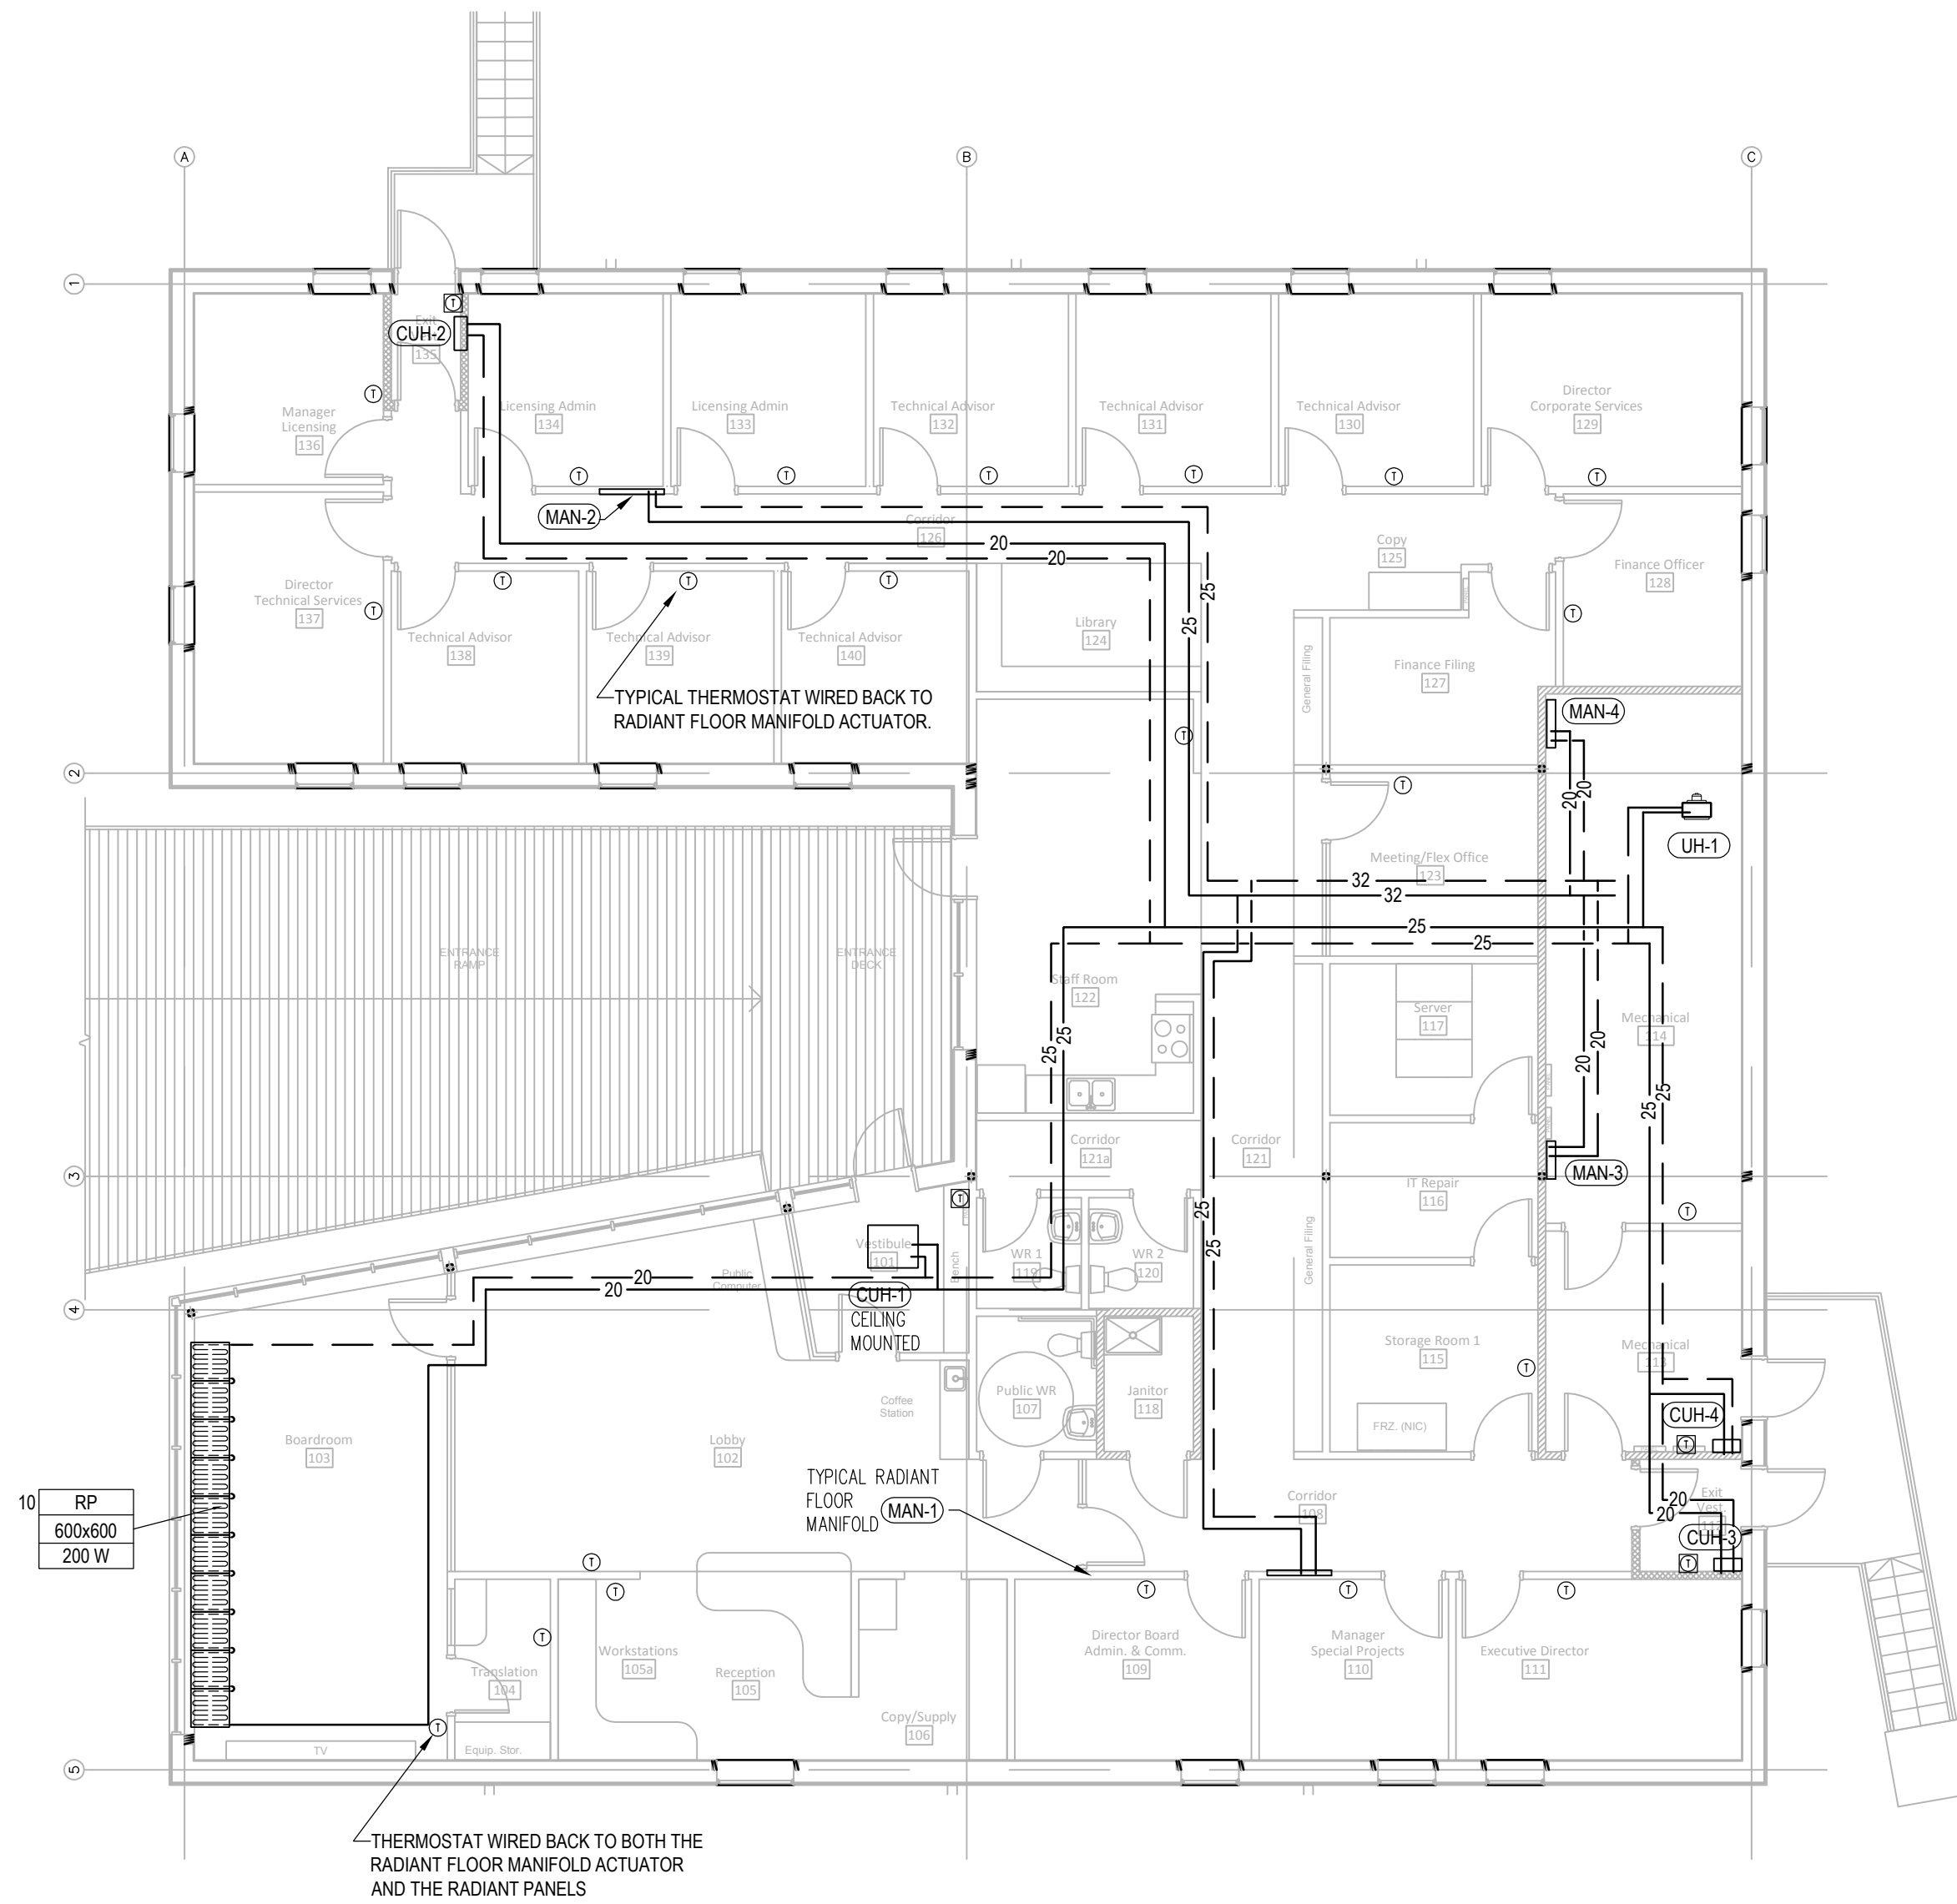 A
B
C
1
T
CUH-2
Exit
135
T
Manager
Licensing
136
Licensing Admin
134
Licensing Admin
133
Technical Advisor
132
Technical Advisor
131
Technical Advisor
130
Director
Corporate Services
129
T
T
T
T
T
T
MAN-2
Corridor
126
20
20
Copy
125
Finance Officer
128
Director
Technical Services
137
T
T
T
T
T
25
25
Technical Advisor
138
Technical Advisor
139
Technical Advisor
140
Library
124
General Filing
Finance Filing
127
TYPICAL THERMOSTAT WIRED BACK TO
RADIANT FLOOR MANIFOLD ACTUATOR.
MAN-4
T
2
T
20
20
UH-1
Meeting/Flex Office
123
32
32
25
25
ENTRANCE
RAMP
ENTRANCE
DECK
Staff Room
122
Server
117
Mechanical
114
25
25
20
20
25
25
Corridor
121a
Corridor
121
3
MAN-3
T
IT Repair
116
T
25
25
Vestibule
101
Bench
WR 1
119
WR 2
120
General Filing
Public
Computer
20
20
CUH-1
CEILING
MOUNTED
4
Storage Room 1
115
Mechanical
113
T
Public WR
107
Janitor
118
Coffee
Station
FRZ. (NIC)
CUH-4
T
Boardroom
103
Lobby
102
TYPICAL RADIANT
FLOOR
MANIFOLD
MAN-1
Corridor
108
Exit
Vest.
20
20
CUH-3
T
10
RP
600x600
200 W
T
T
T
T
T
T
Workstations
105a
Reception
105
Translation
104
Director Board
Admin. & Comm.
109
Manager
Special Projects
110
Executive Director
111
Copy/Supply
106
T
TV
Equip. Stor.
5
THERMOSTAT WIRED BACK TO BOTH THE
RADIANT FLOOR MANIFOLD ACTUATOR
AND THE RADIANT PANELS